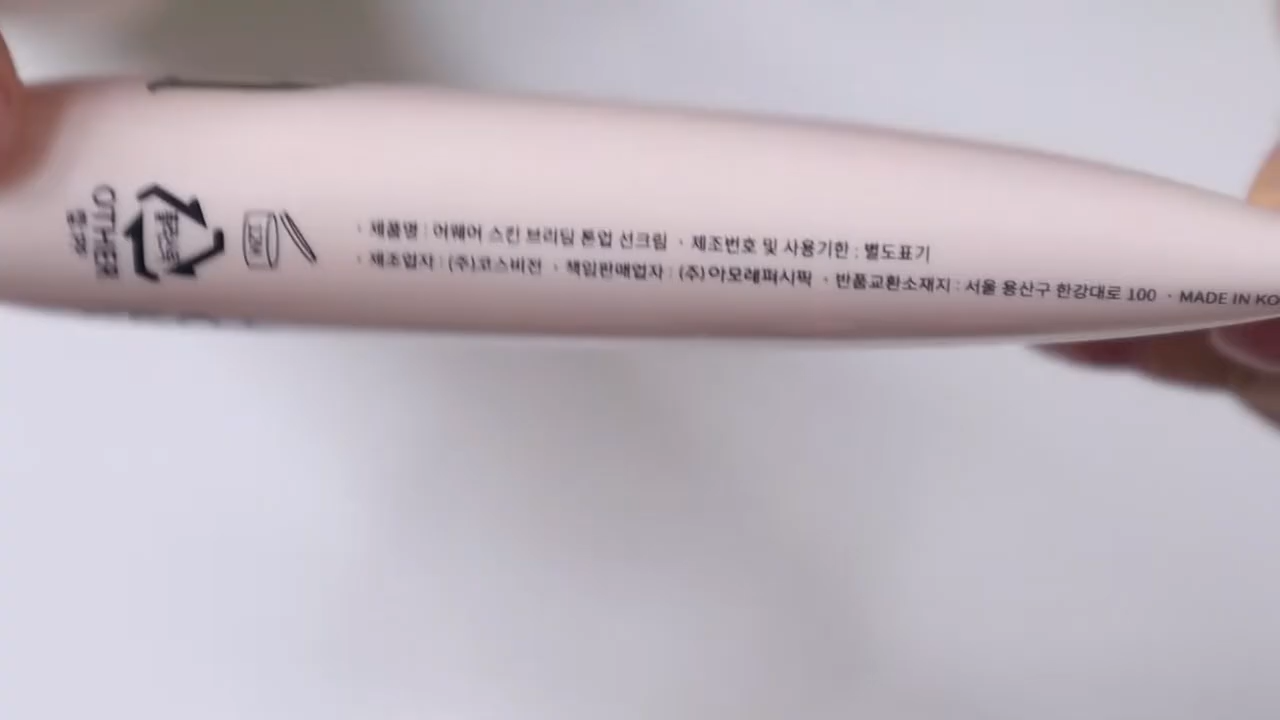 · 제품명 : 어웨어 스킨 브리딩 톤업 선크림 · 제조번호 및 사용기한 : 별도표기
· 제조업자 : (주)코스비전 · 책임판매업자 : (주)아모레퍼시픽 · 반품교환소재지 : 서울 용산구 한강대로 100 · MADE IN KO
12M
OTHER